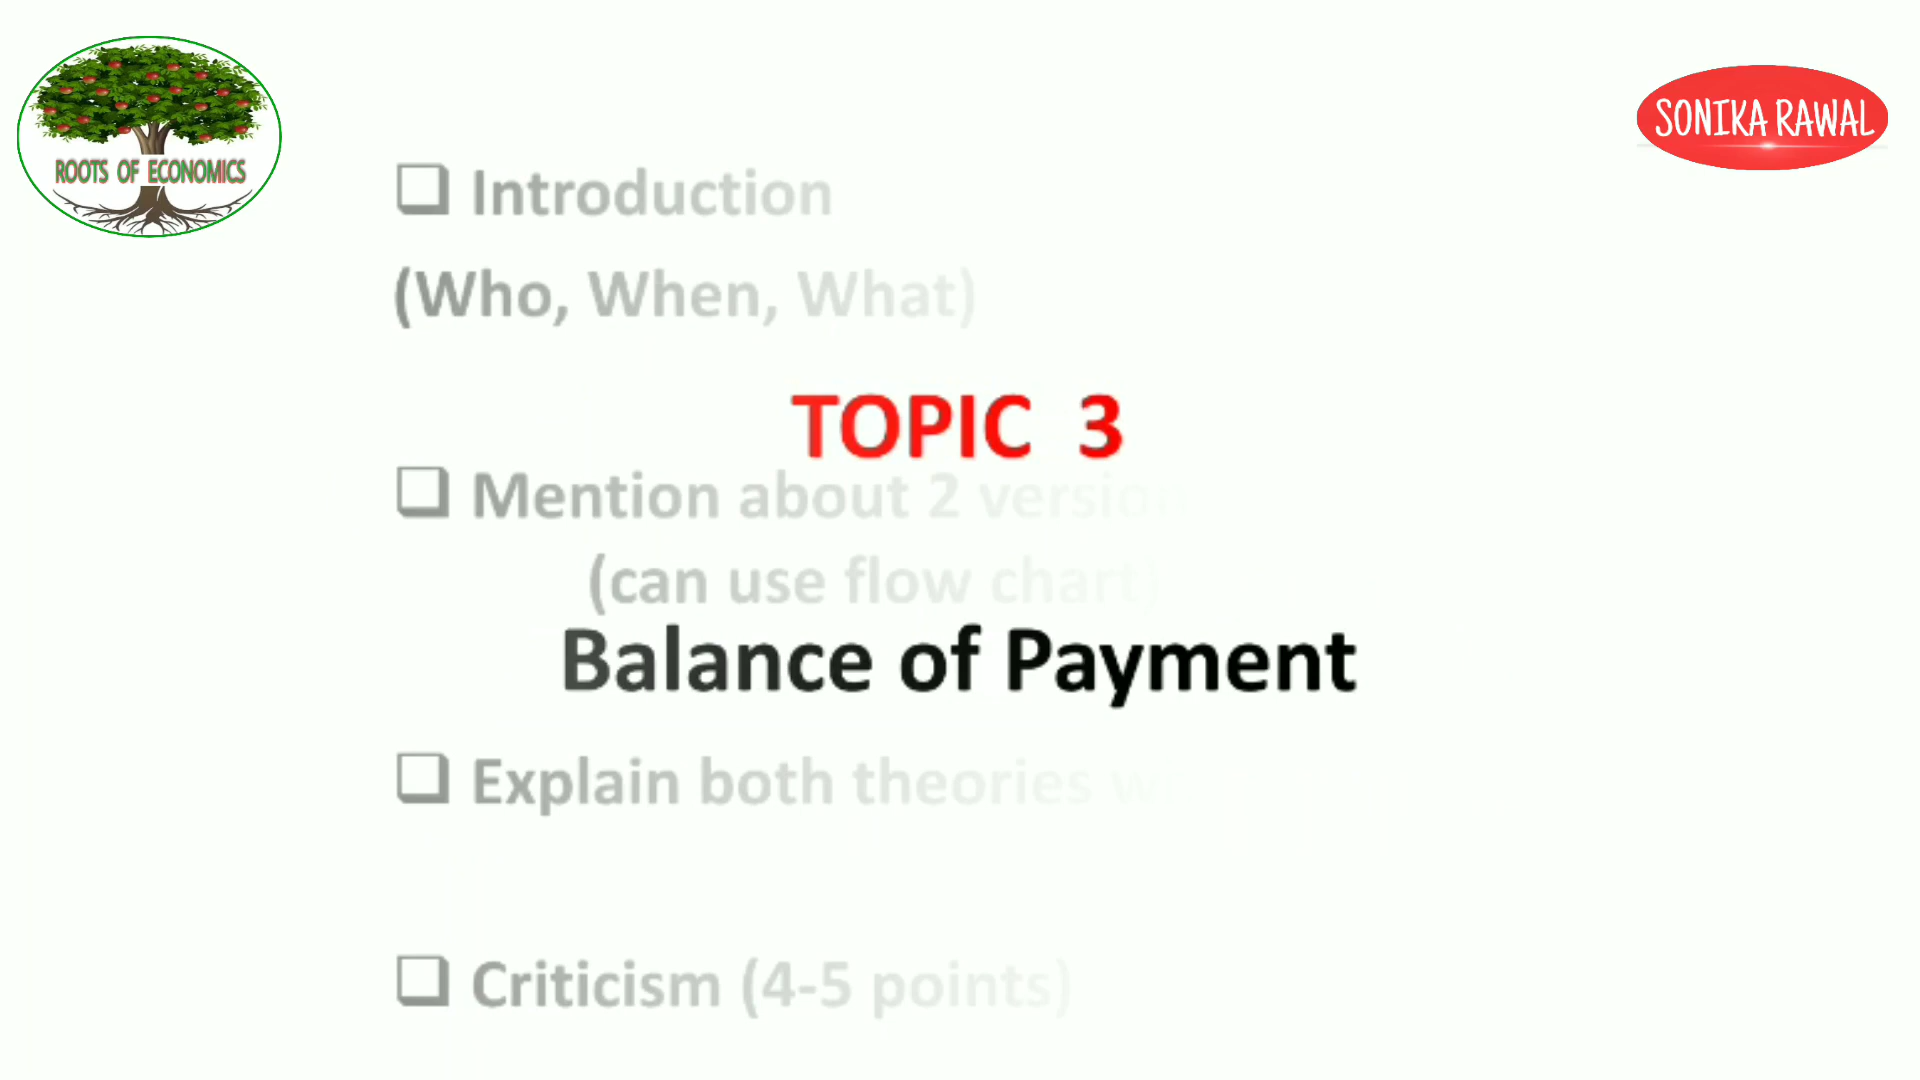 ROOTS OF ECONOMICS
SONIKA RAWAL
Introduction
(Who, When, What)
TOPIC 3
Mention about 2
(can use flow chart)
Balance of Payment
Explain both theories
Criticism (4-5 points)